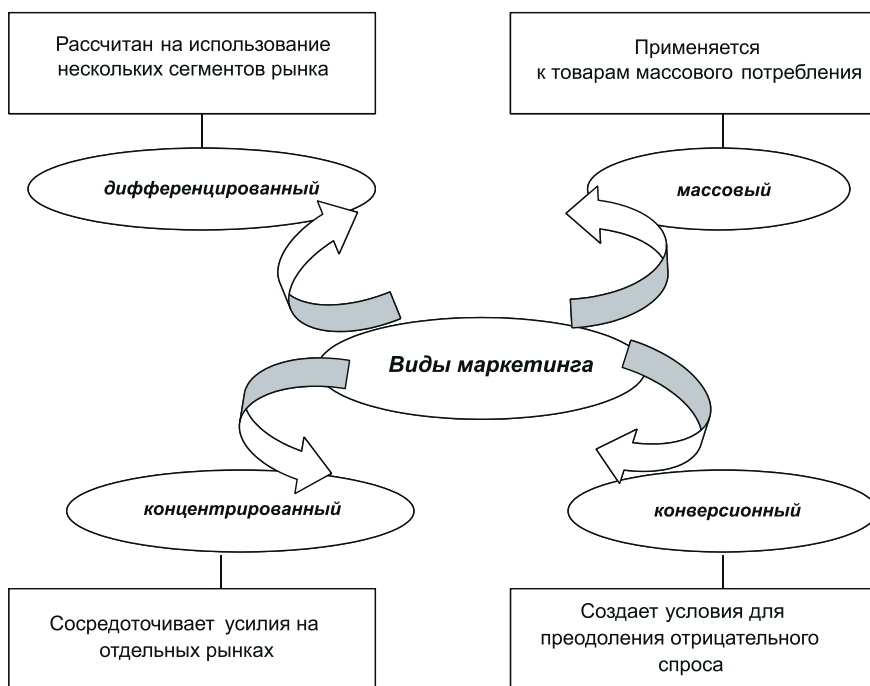 Рассчитан на использование
нескольких сегментов рынка
Применяется
к товарам массового потребления
дифференцированный
массовый
Виды маркетинга
концентрированный
конверсионный
Сосредоточивает усилия на
отдельных рынках
Создает условия для
преодоления отрицательного
спроса